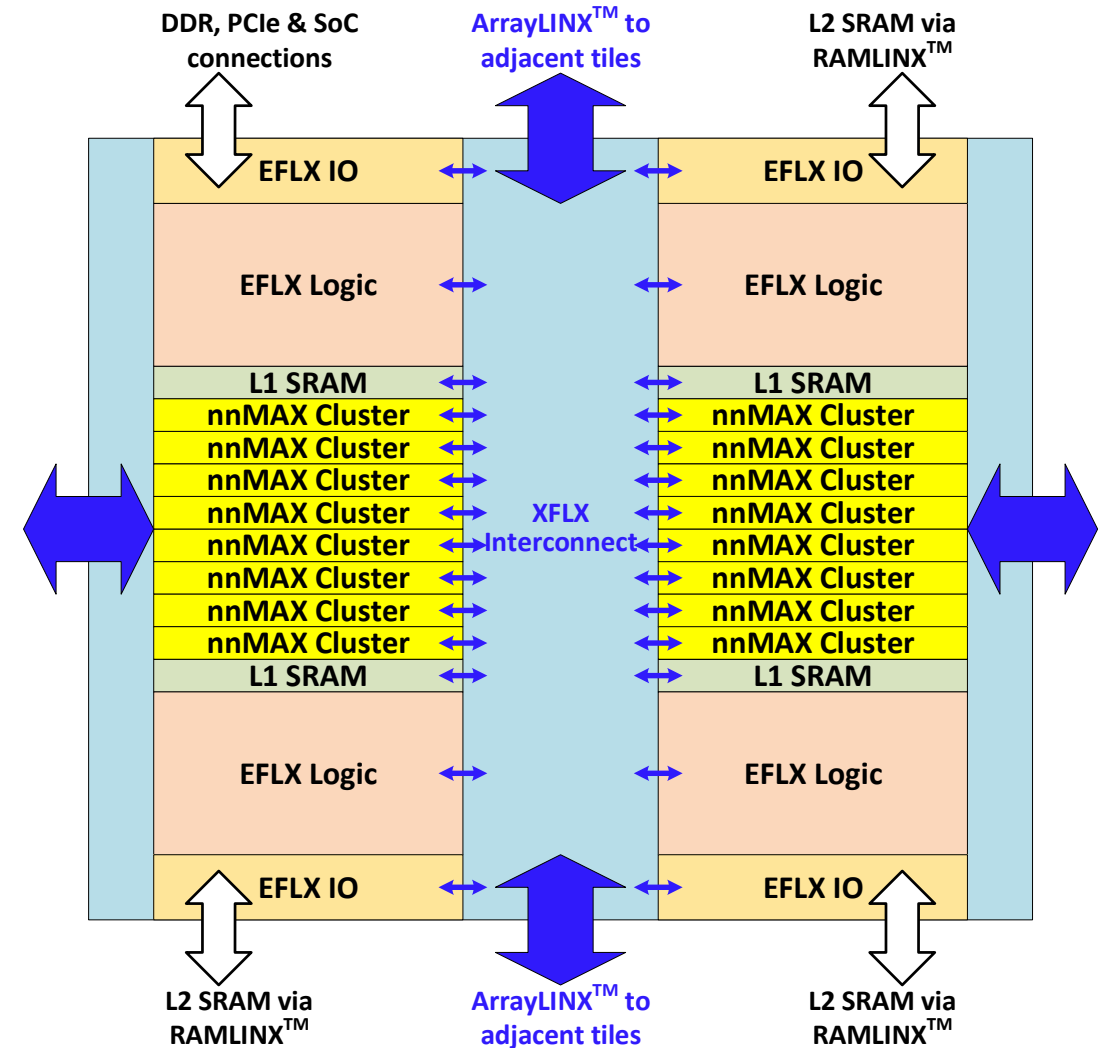 DDR, PCIe & SoC
connections
ArrayLINX™ to
adjacent tiles
L2 SRAM via
RAMLINX™
EFLX IO
EFLX IO
EFLX Logic
EFLX Logic
L1 SRAM
L1 SRAM
nnMAX Cluster
nnMAX Cluster
nnMAX Cluster
nnMAX Cluster
nnMAX Cluster
nnMAX Cluster
nnMAX Cluster
nnMAX Cluster
XFLX
Interconnect
nnMAX Cluster
nnMAX Cluster
nnMAX Cluster
nnMAX Cluster
nnMAX Cluster
nnMAX Cluster
nnMAX Cluster
nnMAX Cluster
L1 SRAM
L1 SRAM
EFLX Logic
EFLX Logic
EFLX IO
EFLX IO
L2 SRAM via
RAMLINX™
ArrayLINX™ to
adjacent tiles
L2 SRAM via
RAMLINX™